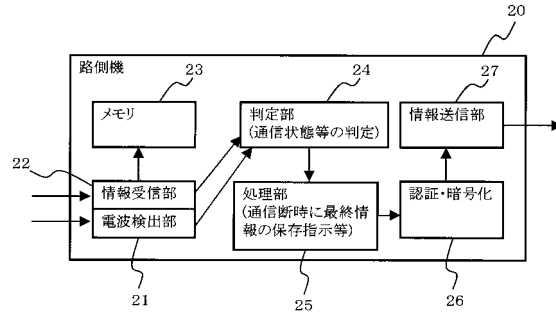 20
路側機
23
24
27
メモリ
判定部
(通信状態等の判定)
情報送信部
22
情報受信部
電波検出部
処理部
(通信断時に最終情
報の保存指示等)
認証・暗号化
21
25
26